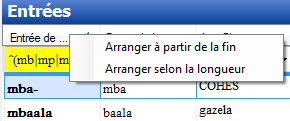 Entrées
Entrée de ...
Arranger à partir de la fin
^(mb|mp|m
Arranger selon la longueur
mba- mba COHES
mbaala baala gazela